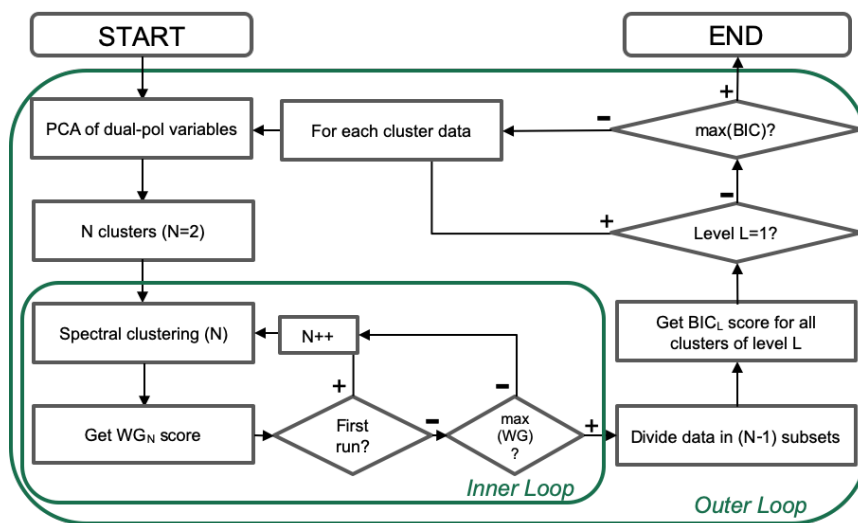 START
END
PCA of dual-pol variables
For each cluster data
−
+
max(BIC)?
−
N clusters (N=2)
+
Level L=1?
Spectral clustering (N)
N++
Get BICL score for all
clusters of level L
+
−
Get WGN score
First
run?
−
max
(WG)
?
+
Divide data in (N-1) subsets
Inner Loop
Outer Loop